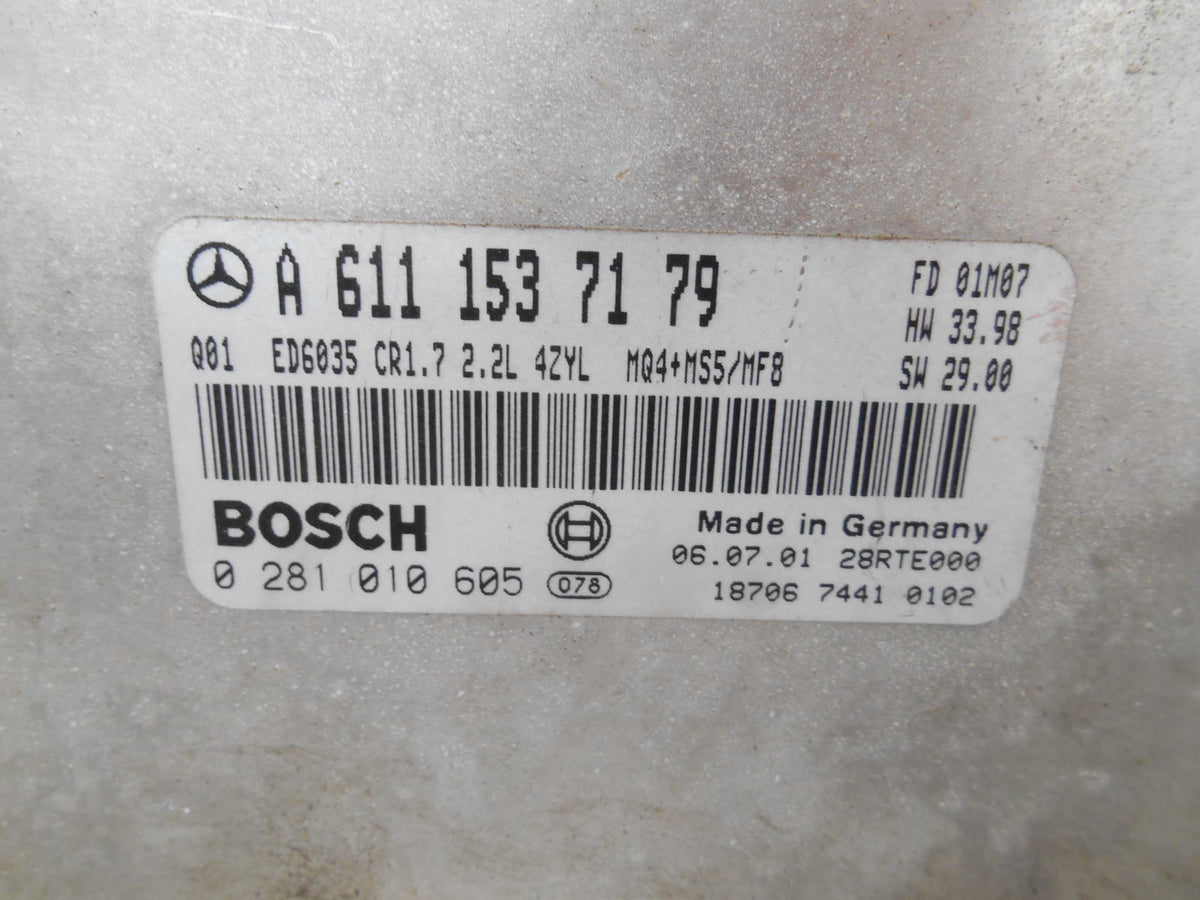 A 611 153 71 79
FD 01M07
HW 33.98
Q01 ED6035 CR1.7 2.2L 4ZYL MQ4+MS5/MF8
SW 29.00
BOSCH
Made in Germany
06.07.01 28RTE000
0 281 010 605 078
18706 7441 0102